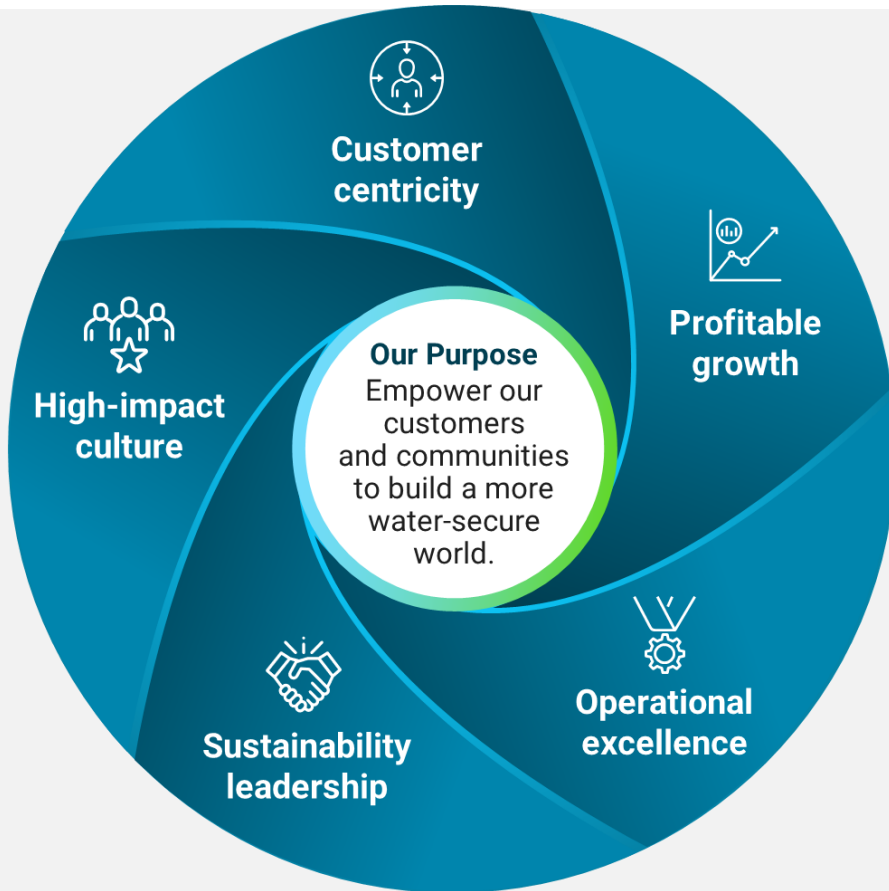 Customer
centricity
Profitable
growth
High-impact
culture
Our Purpose
Empower our
customers
and communities
to build a more
water-secure
world.
Operational
excellence
Sustainability
leadership